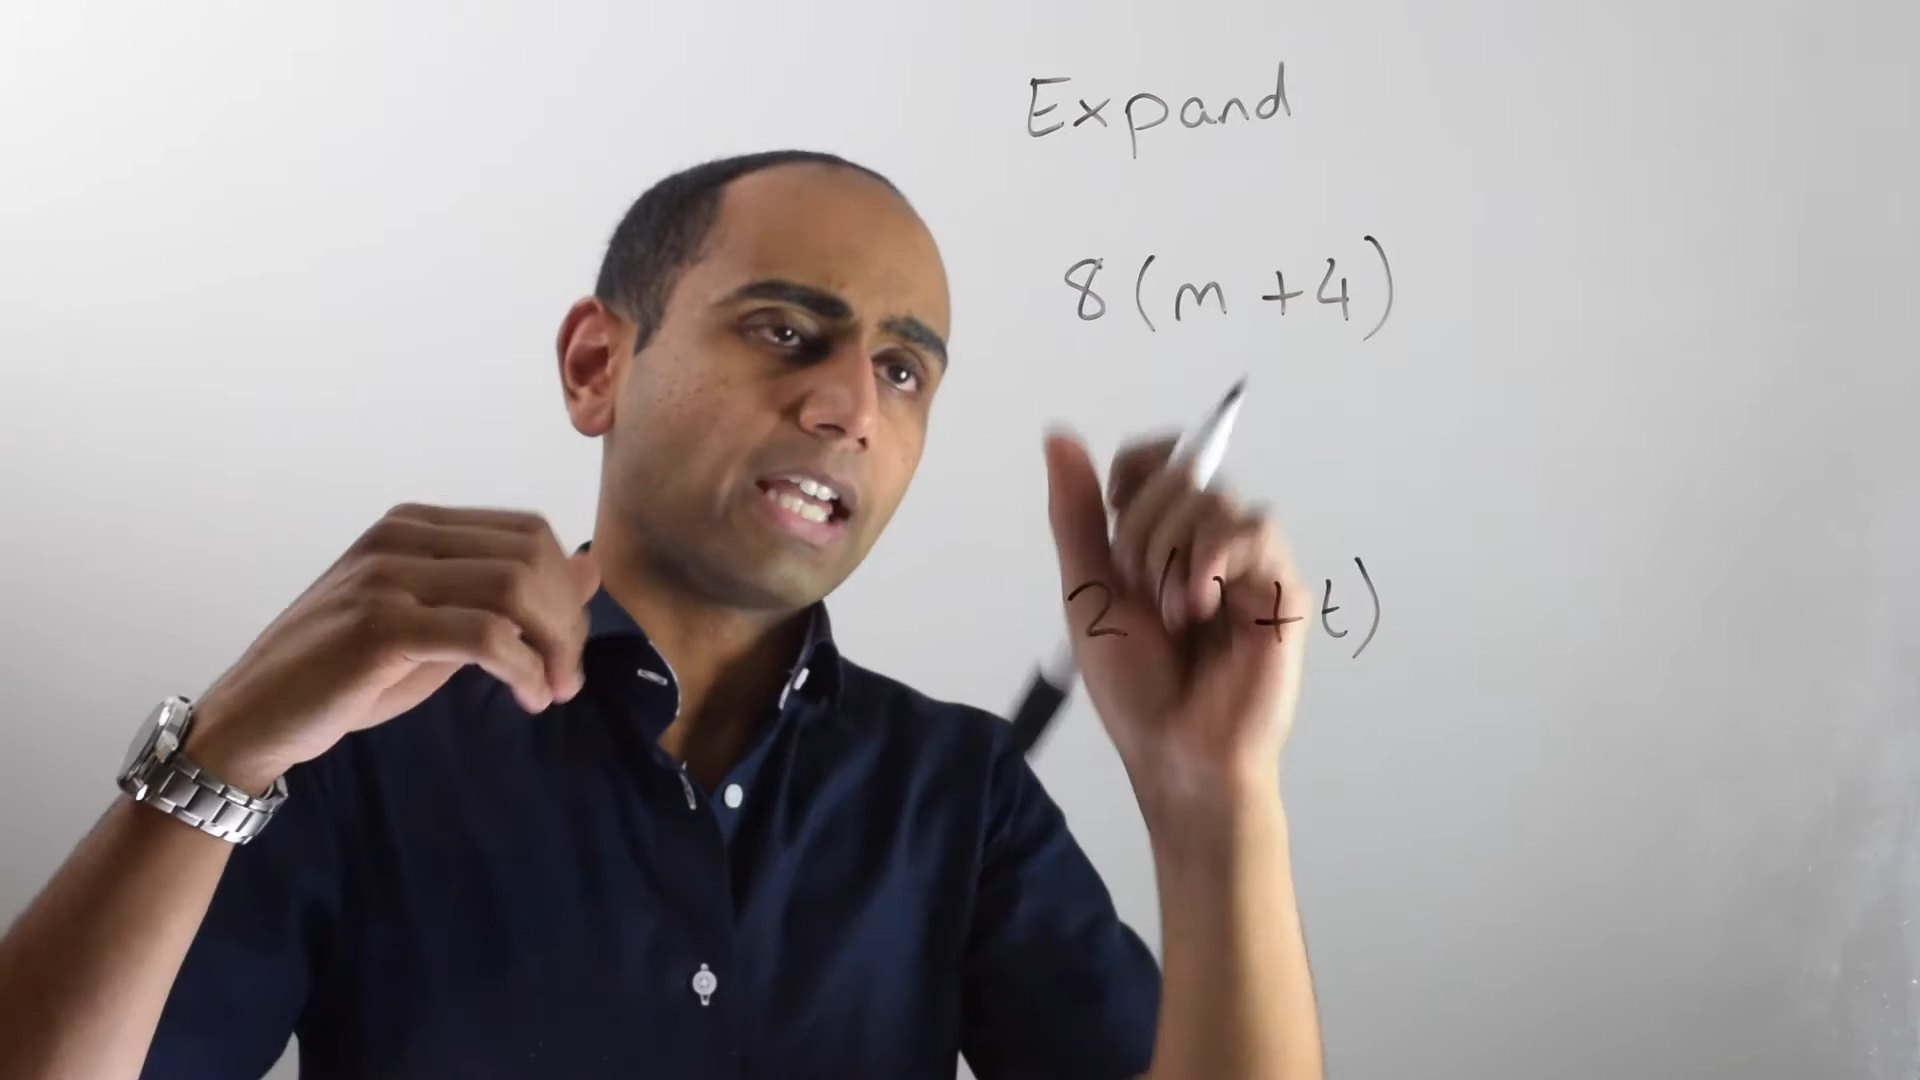 Expand
8(m+4)
2( + t)